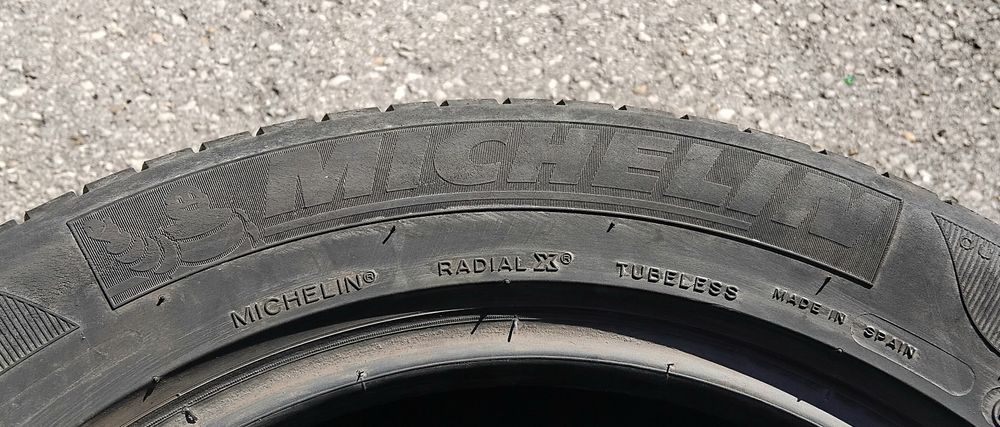 MICHELIN
MICHELIN® RADIAL X® TUBELESS MADE IN SPAIN